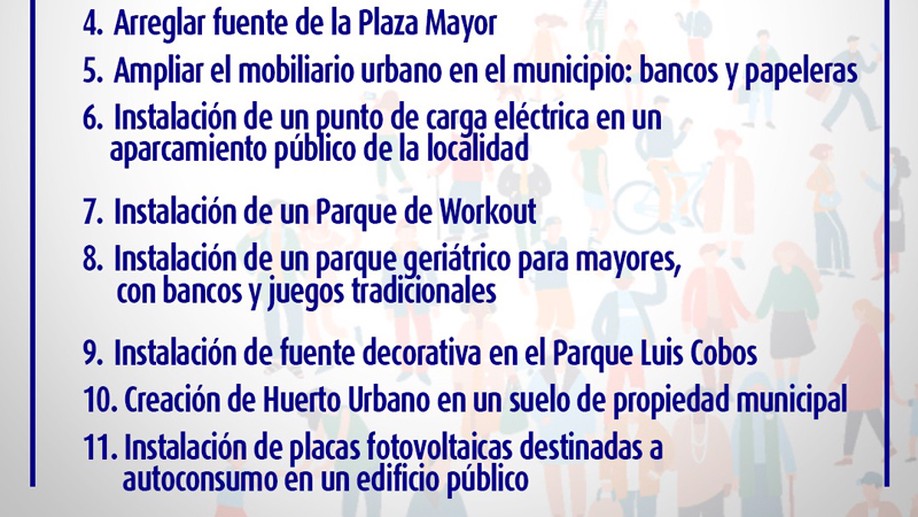 4. Arreglar fuente de la Plaza Mayor
5. Ampliar el mobiliario urbano en el municipio: bancos y papeleras
6. Instalación de un punto de carga eléctrica en un
aparcamiento público de la localidad
7. Instalación de un Parque de Workout
8. Instalación de un parque geriátrico para mayores,
con bancos y juegos tradicionales
9. Instalación de fuente decorativa en el Parque Luis Cobos
10. Creación de Huerto Urbano en un suelo de propiedad municipal
11. Instalación de placas fotovoltaicas destinadas a
autoconsumo en un edificio público